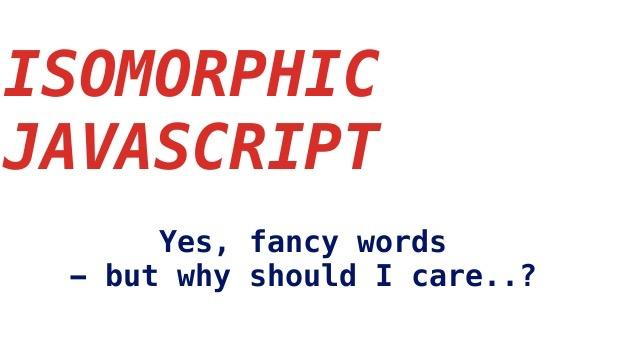 ISOMORPHIC
JAVASCRIPT
Yes, fancy words
– but why should I care..?